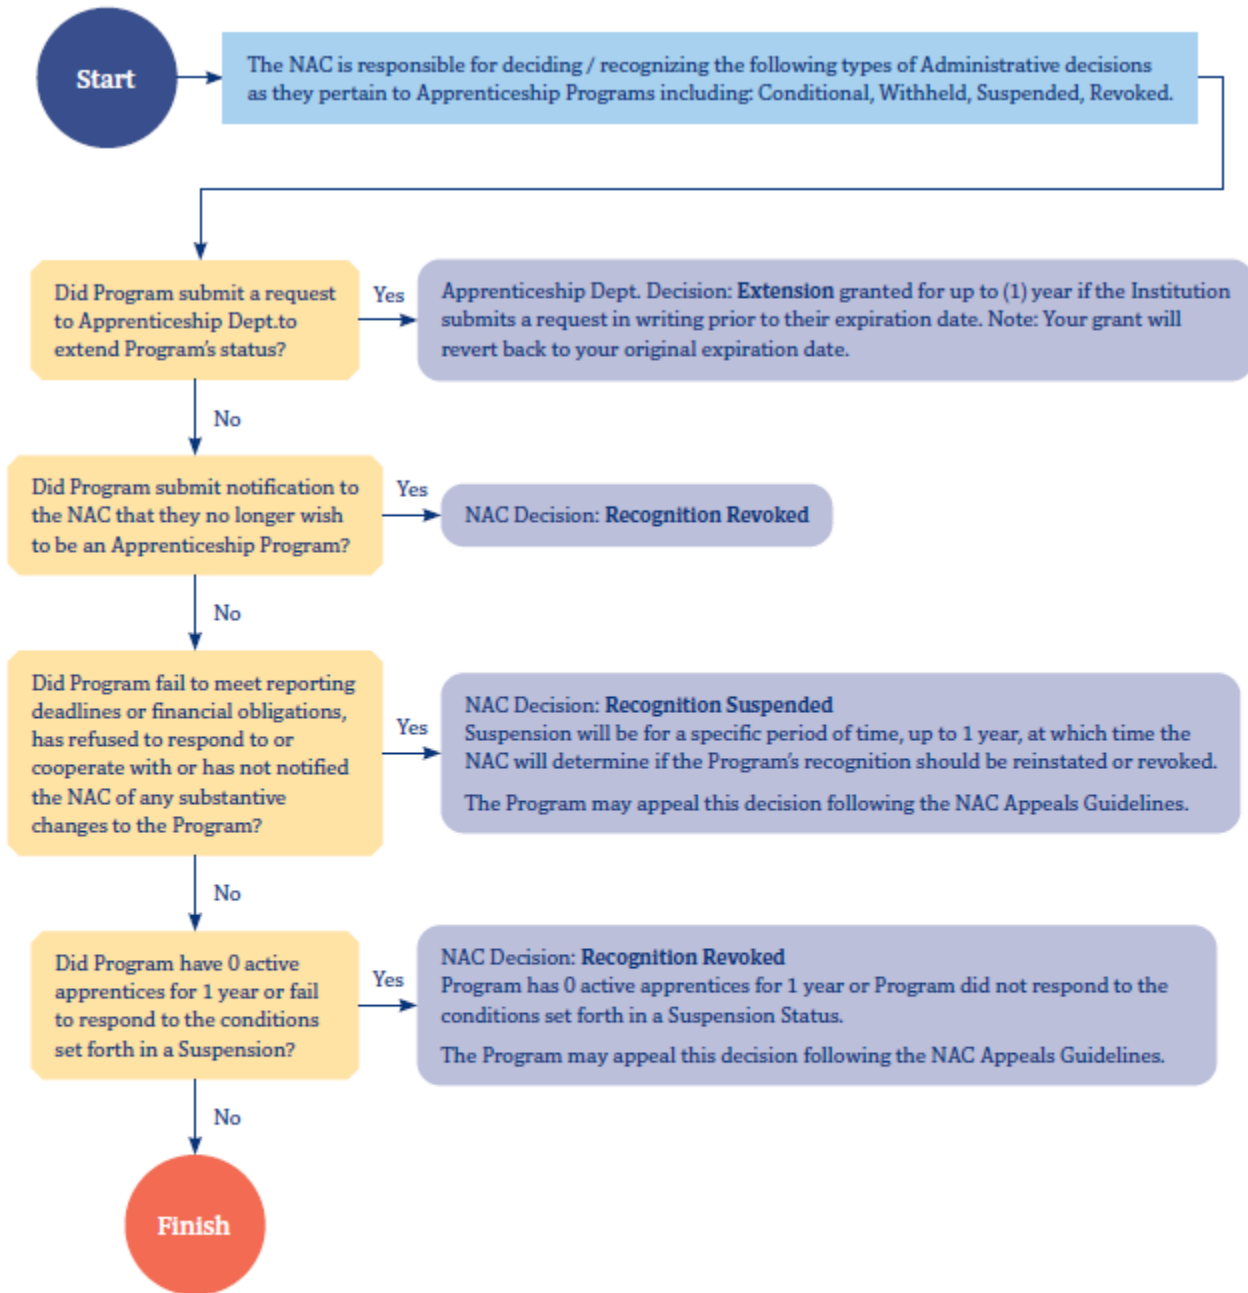 Start
The NAC is responsible for deciding / recognizing the following types of Administrative decisions
as they pertain to Apprenticeship Programs including: Conditional, Withheld, Suspended, Revoked.
Did Program submit a request
to Apprenticeship Dept.to
extend Program's status?
Yes
Apprenticeship Dept. Decision: Extension granted for up to (1) year if the Institution
submits a request in writing prior to their expiration date. Note: Your grant will
revert back to your original expiration date.
No
Did Program submit notification to
the NAC that they no longer wish
to be an Apprenticeship Program?
Yes
NAC Decision: Recognition Revoked
No
Did Program fail to meet reporting
deadlines or financial obligations,
has refused to respond to or
cooperate with or has not notified
the NAC of any substantive
changes to the Program?
Yes
NAC Decision: Recognition Suspended
Suspension will be for a specific period of time, up to 1 year, at which time the
NAC will determine if the Program's recognition should be reinstated or revoked.
The Program may appeal this decision following the NAC Appeals Guidelines.
No
Did Program have 0 active
apprentices for 1 year or fail
to respond to the conditions
set forth in a Suspension?
Yes
NAC Decision: Recognition Revoked
Program has 0 active apprentices for 1 year or Program did not respond to the
conditions set forth in a Suspension Status.
The Program may appeal this decision following the NAC Appeals Guidelines.
No
Finish